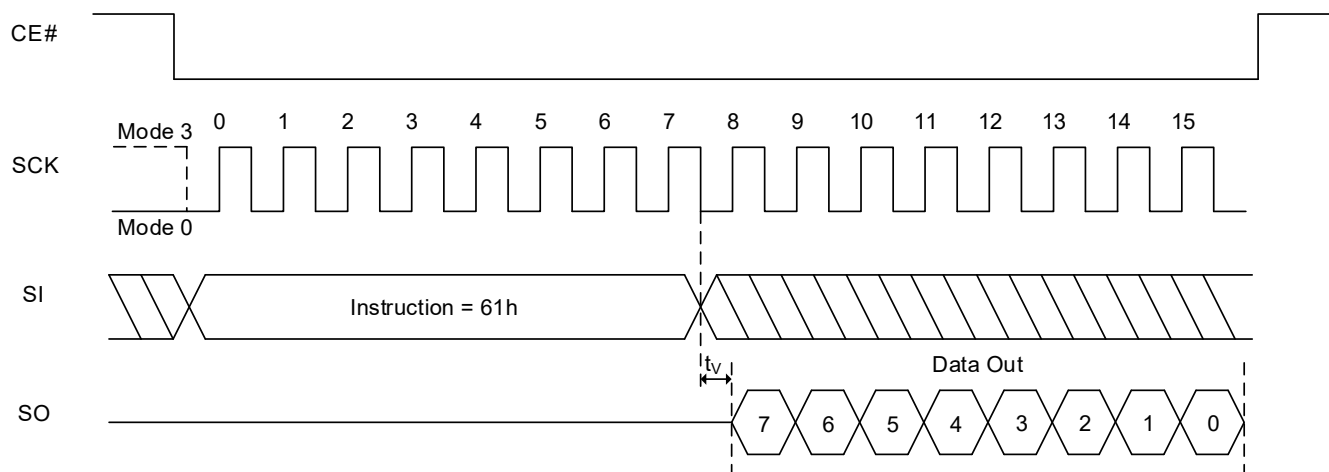 CE#
0 1 2 3 4 5 6 7 8 9 10 11 12 13 14 15
Mode 3
SCK
Mode 0
SI
Instruction = 61h
tV
Data Out
SO
7 6 5 4 3 2 1 0